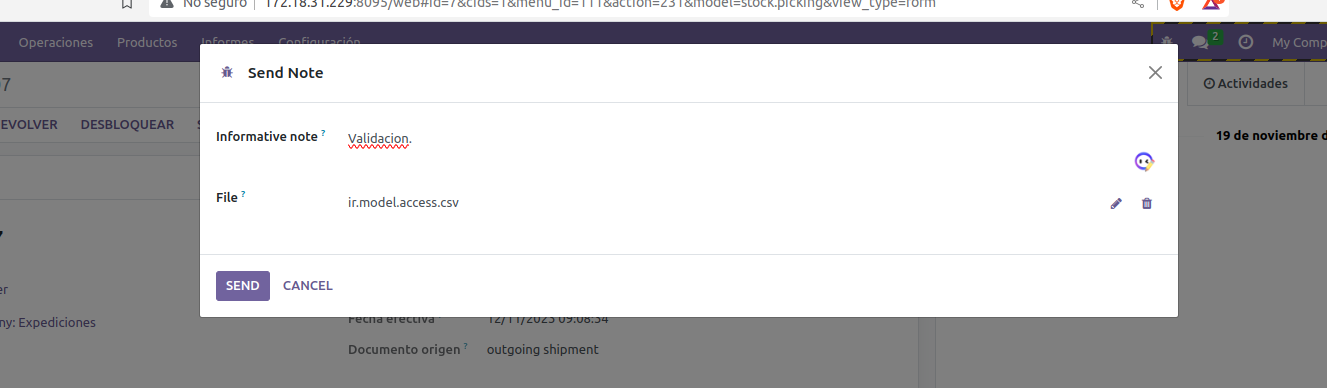 No seguro
172.18.31.229:8095/web#id=7&cids=1&menu_id=111&action=231&model=stock.picking&view_type=form
Operaciones Productos Informes Configuración
2
My Comp
7
Send Note
Actividades
EVOLVER DESBLOQUEAR
Informative note ?
Validacion.
19 de noviembre d
File ?
ir.model.access.csv
er
SEND CANCEL
ny: Expediciones
Fecha efectiva
12/11/2025 09:08:54
Documento origen ? outgoing shipment